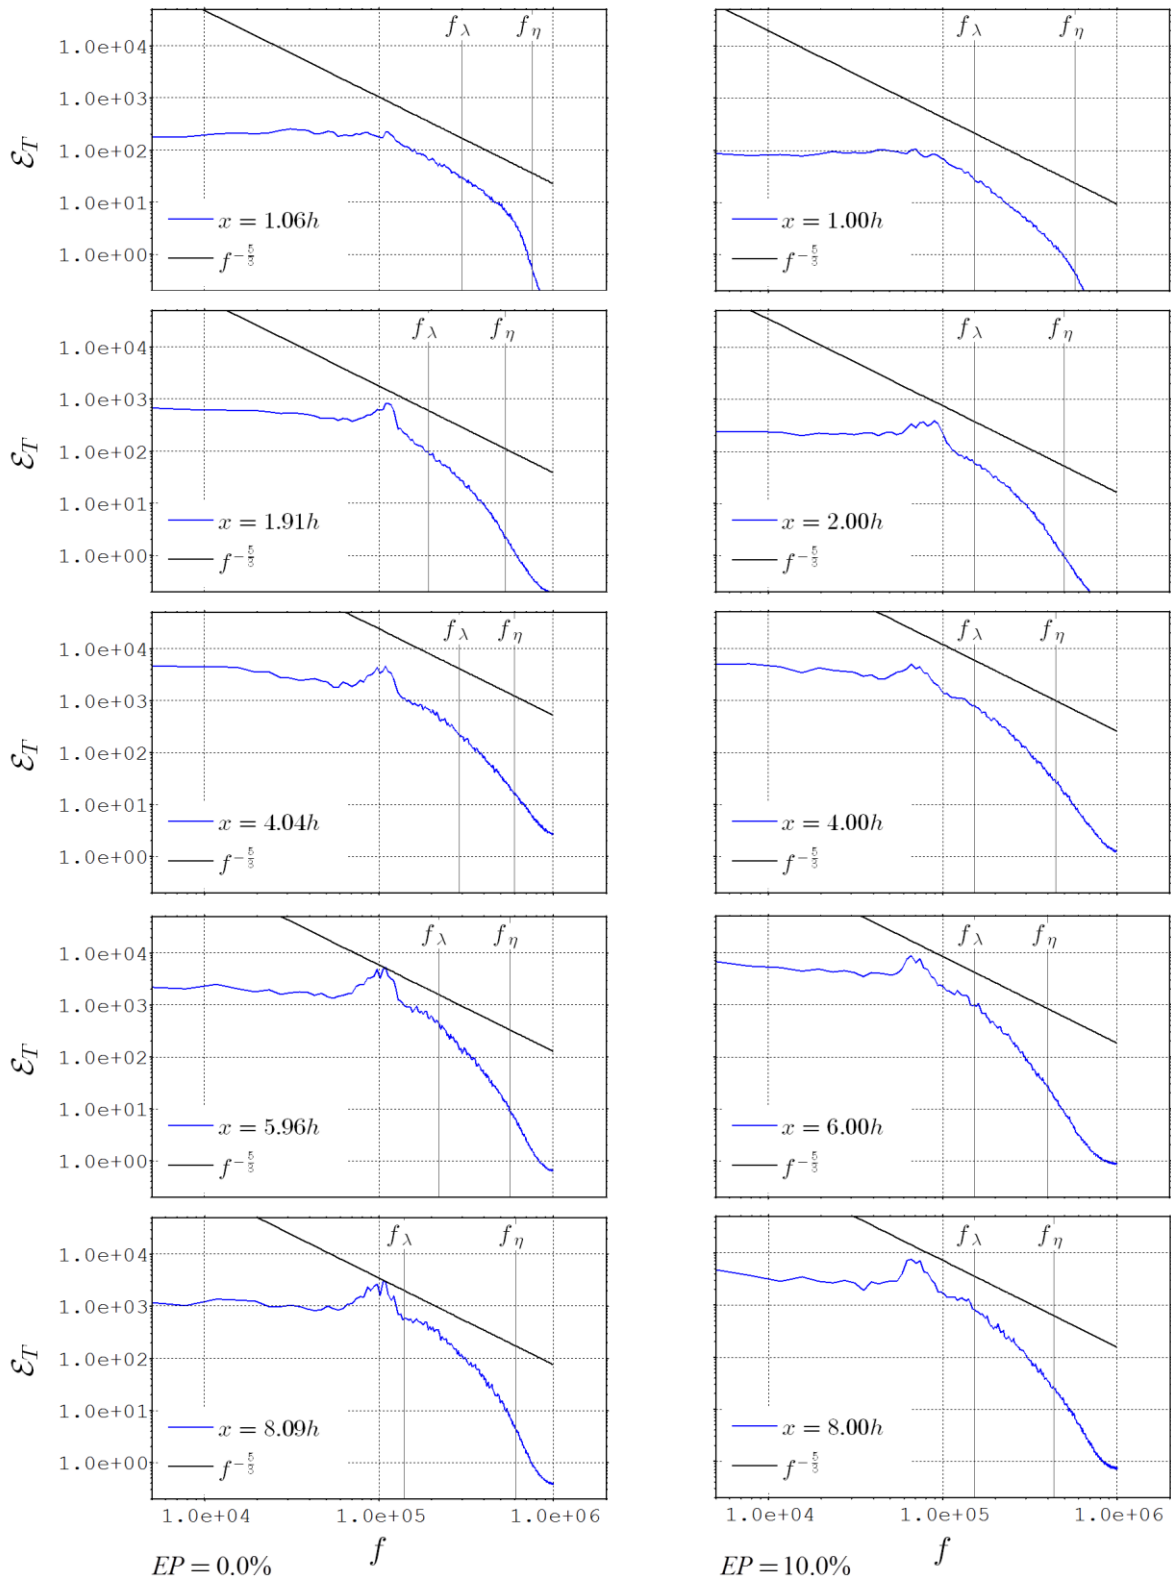 f_λ f_η f_λ f_η
1.0e+04
1.0e+03
ℰ_T 1.0e+02
1.0e+01 x = 1.06h x = 1.00h
1.0e+00 f^{-5/3} f^{-5/3}
f_λ f_η f_λ f_η
1.0e+04
1.0e+03
ℰ_T 1.0e+02
1.0e+01 x = 1.91h x = 2.00h
1.0e+00 f^{-5/3} f^{-5/3}
f_λ f_η f_λ f_η
1.0e+04
1.0e+03
ℰ_T 1.0e+02
1.0e+01 x = 4.04h x = 4.00h
1.0e+00 f^{-5/3} f^{-5/3}
f_λ f_η f_λ f_η
1.0e+04
1.0e+03
ℰ_T 1.0e+02
1.0e+01 x = 5.96h x = 6.00h
1.0e+00 f^{-5/3} f^{-5/3}
f_λ f_η f_λ f_η
1.0e+04
1.0e+03
ℰ_T 1.0e+02
1.0e+01 x = 8.09h x = 8.00h
1.0e+00 f^{-5/3} f^{-5/3}
1.0e+04 1.0e+05 1.0e+06 1.0e+04 1.0e+05 1.0e+06
f f
EP = 0.0% EP = 10.0%